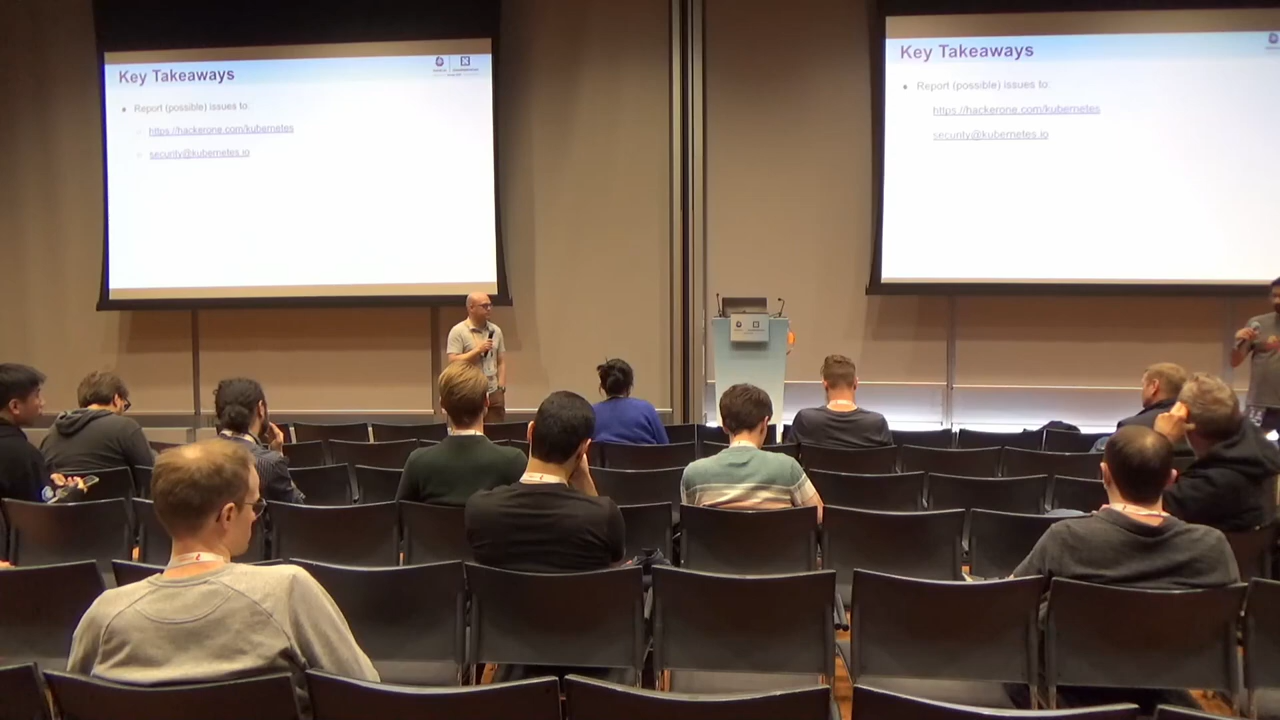 Key Takeaways
Report (possible) issues to:
https://hackerone.com/kubernetes
security@kubernetes.io
Key Takeaways
Report (possible) issues to:
https://hackerone.com/kubernetes
security@kubernetes.io